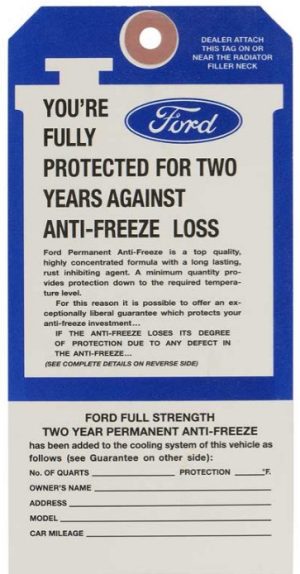 DEALER ATTACH
THIS TAG ON OR
NEAR THE RADIATOR
FILLER NECK
YOU'RE
Ford
FULLY
PROTECTED FOR TWO
YEARS AGAINST
ANTI-FREEZE LOSS
Ford Permanent Anti-Freeze is a top quality,
highly concentrated formula with a long lasting,
rust inhibiting agent. A minimum quantity pro-
vides protection down to the required tempera-
ture level.
For this reason it is possible to offer an ex-
ceptionally liberal guarantee which protects your
anti-freeze investment...
IF THE ANTI-FREEZE LOSES ITS DEGREE
OF PROTECTION DUE TO ANY DEFECT IN
THE ANTI-FREEZE...
(SEE COMPLETE DETAILS ON REVERSE SIDE)
FORD FULL STRENGTH
TWO YEAR PERMANENT ANTI-FREEZE
has been added to the cooling system of this vehicle as
follows (see Guarantee on other side):
No. OF QUARTS PROTECTION °F.
OWNER'S NAME
ADDRESS
MODEL
CAR MILEAGE